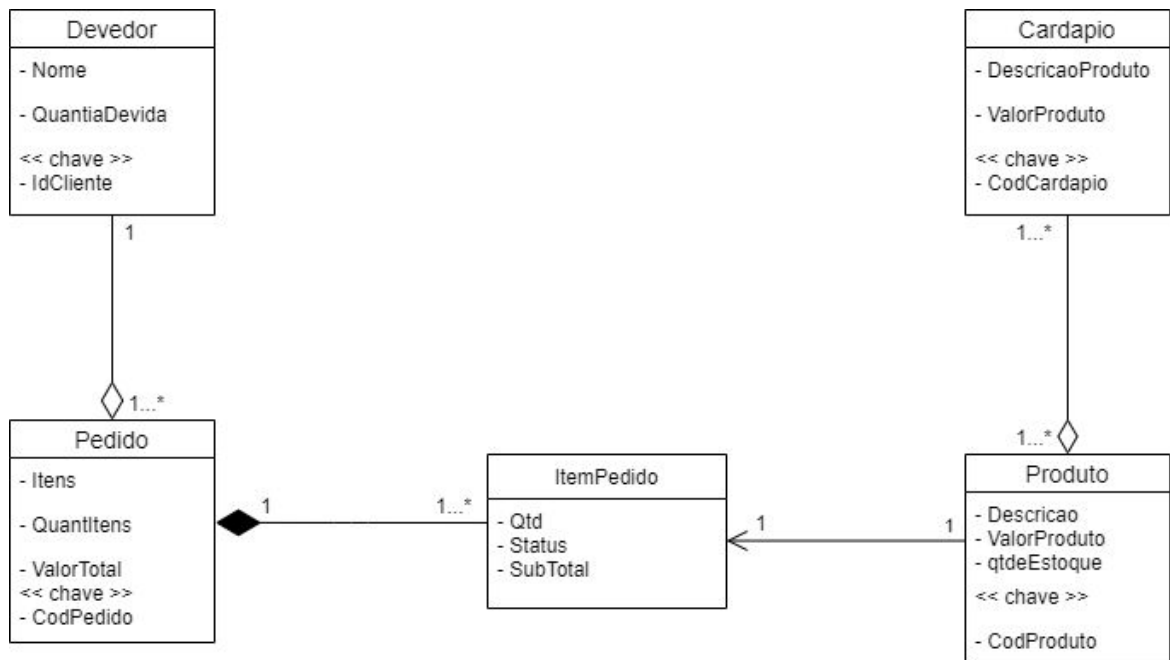 Devedor
- Nome
- QuantiaDevida
<< chave >>
- IdCliente
1
1...*
Pedido
- Itens
- QuantItens
- ValorTotal
<< chave >>
- CodPedido
1
1...*
ItemPedido
- Qtd
- Status
- SubTotal
1
1
Cardapio
- DescricaoProduto
- ValorProduto
<< chave >>
- CodCardapio
1...*
1...*
Produto
- Descricao
- ValorProduto
- qtdeEstoque
<< chave >>
- CodProduto